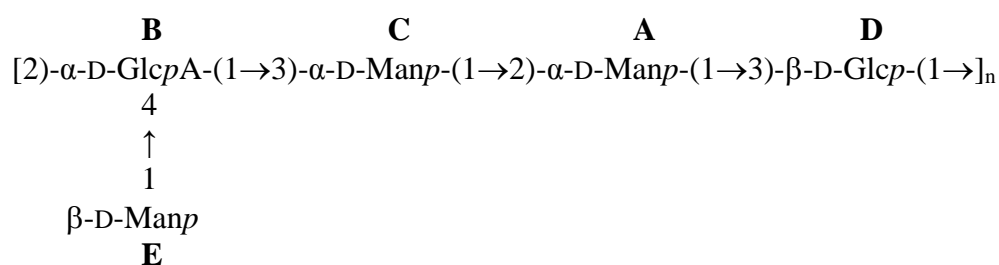 B C A D
[2)-α-D-GlcpA-(1→3)-α-D-Manp-(1→2)-α-D-Manp-(1→3)-β-D-Glcp-(1→]n
4
↑
1
β-D-Manp
E